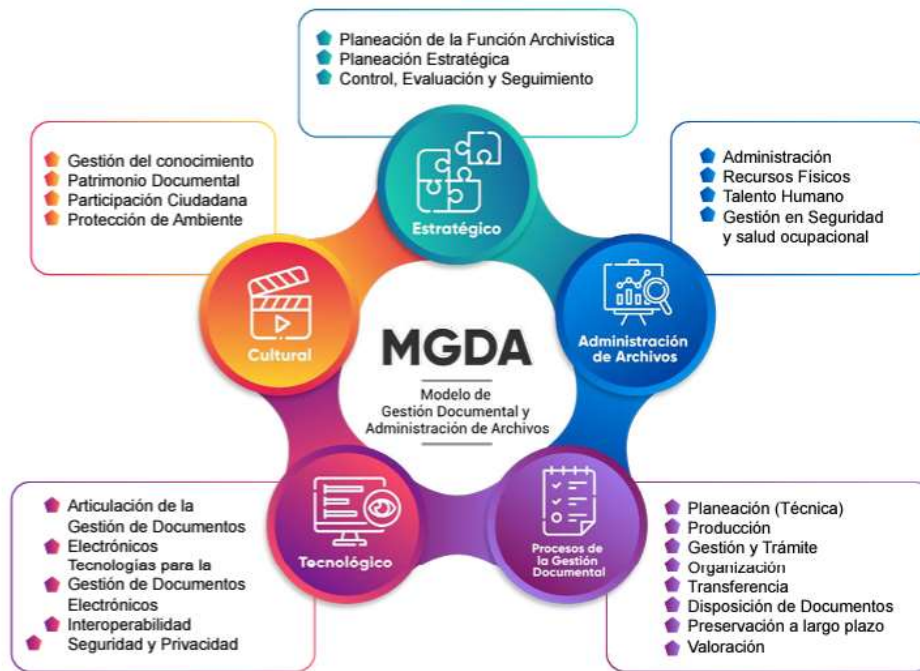 Planeación de la Función Archivística
Planeación Estratégica
Control, Evaluación y Seguimiento
Estratégico
Gestión del conocimiento
Patrimonio Documental
Participación Ciudadana
Protección de Ambiente
Cultural
Administración
Recursos Físicos
Talento Humano
Gestión en Seguridad
y salud ocupacional
Administración
de Archivos
MGDA
Modelo de
Gestión Documental y
Administración de Archivos
Articulación de la
Gestión de Documentos
Electrónicos
Tecnologías para la
Gestión de Documentos
Electrónicos
Interoperabilidad
Seguridad y Privacidad
Tecnológico
Procesos de
la Gestión
Documental
Planeación (Técnica)
Producción
Gestión y Trámite
Organización
Transferencia
Disposición de Documentos
Preservación a largo plazo
Valoración